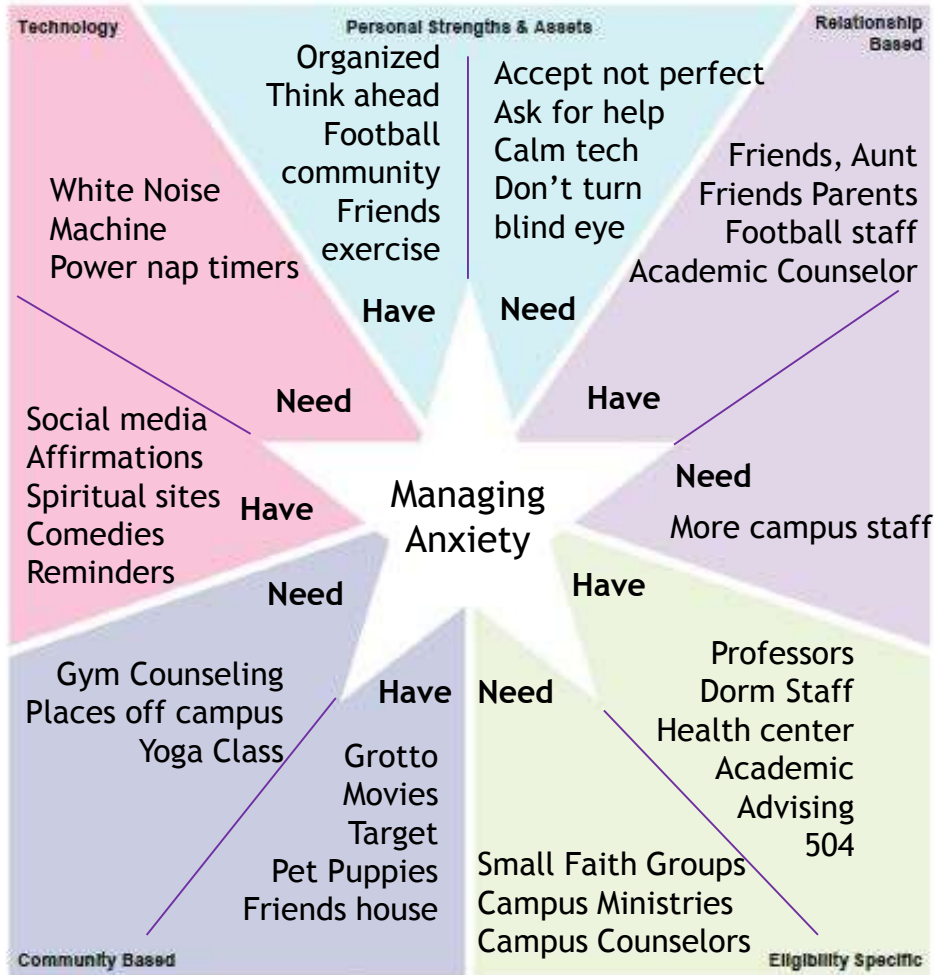 Technology
Personal Strengths & Assets
Relationship
Based
Organized
Think ahead
Football
community
Friends
exercise
Have
Accept not perfect
Ask for help
Calm tech
Don't turn
blind eye
Need
Friends, Aunt
Friends Parents
Football staff
Academic Counselor
Have
Need
More campus staff
White Noise
Machine
Power nap timers
Need
Social media
Affirmations
Spiritual sites
Comedies
Reminders
Have
Managing
Anxiety
Need
Gym Counseling
Places off campus
Yoga Class
Have
Grotto
Movies
Target
Pet Puppies
Friends house
Have
Professors
Dorm Staff
Health center
Academic
Advising
504
Need
Small Faith Groups
Campus Ministries
Campus Counselors
Community Based
Eligibility Specific